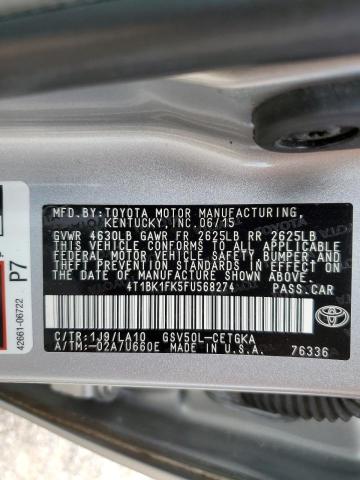 MFD.BY:TOYOTA MOTOR MANUFACTURING,
KENTUCKY,INC.06/15
GVWR 4630LB GAWR FR 2625LB RR 2625LB
THIS VEHICLE CONFORMS TO ALL APPLICABLE
FEDERAL MOTOR VEHICLE SAFETY, BUMPER, AND
THEFT PREVENTION STANDARDS IN EFFECT ON
THE DATE OF MANUFACTURE SHOWN ABOVE.
4T1BK1FK5FU568274 PASS.CAR
C/TR:1J9/LA10 GSV50L-CETGKA
A/TM:-02A/U660E 76336
P7
42661-06722